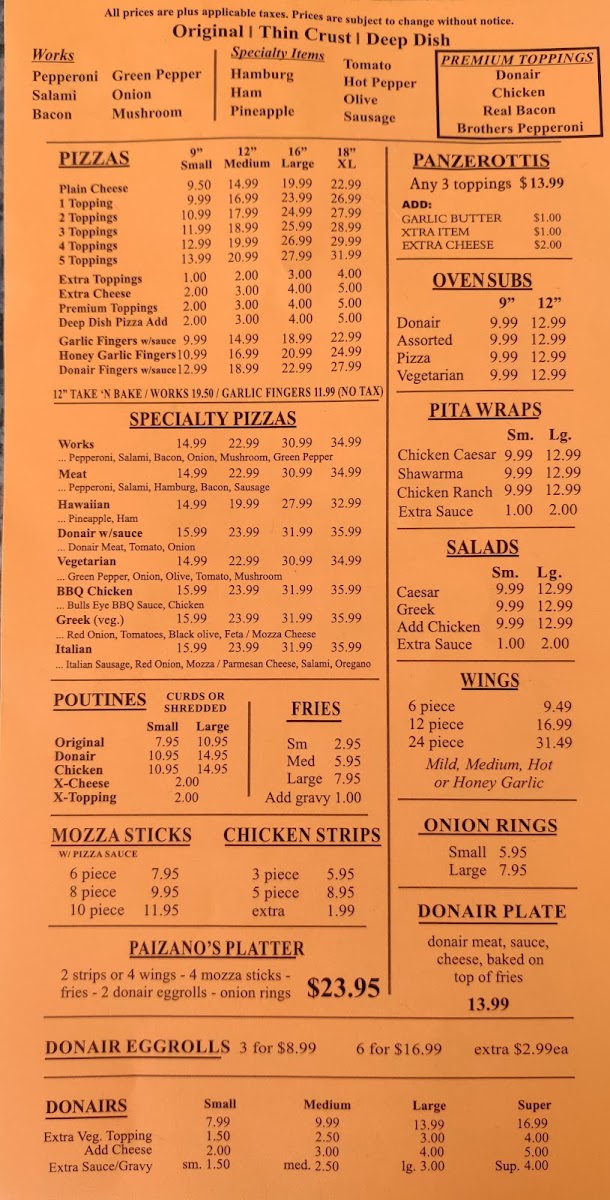 All prices are plus applicable taxes. Prices are subject to change without notice.
Original | Thin Crust | Deep Dish
Works
Pepperoni Green Pepper
Salami Onion
Bacon Mushroom
Specialty Items
Hamburg
Ham
Pineapple
Tomato
Hot Pepper
Olive
Sausage
PREMIUM TOPPINGS
Donair
Chicken
Real Bacon
Brothers Pepperoni
PIZZAS
9" 12" 16" 18"
Small Medium Large XL
Plain Cheese 9.50 14.99 19.99 22.99
1 Topping 9.99 16.99 23.99 26.99
2 Toppings 10.99 17.99 24.99 27.99
3 Toppings 11.99 18.99 25.99 28.99
4 Toppings 12.99 19.99 26.99 29.99
5 Toppings 13.99 20.99 27.99 31.99
Extra Toppings 1.00 2.00 3.00 4.00
Extra Cheese 2.00 3.00 4.00 5.00
Premium Toppings 2.00 3.00 4.00 5.00
Deep Dish Pizza Add 2.00 3.00 4.00 5.00
Garlic Fingers w/sauce 9.99 14.99 18.99 22.99
Honey Garlic Fingers 10.99 16.99 20.99 24.99
Donair Fingers w/sauce 12.99 18.99 22.99 27.99
12" TAKE 'N BAKE / WORKS 19.50 / GARLIC FINGERS 11.99 (NO TAX)
SPECIALTY PIZZAS
Works 14.99 22.99 30.99 34.99
... Pepperoni, Salami, Bacon, Onion, Mushroom, Green Pepper
Meat 14.99 22.99 30.99 34.99
... Pepperoni, Salami, Hamburg, Bacon, Sausage
Hawaiian 14.99 19.99 27.99 32.99
... Pineapple, Ham
Donair w/sauce 15.99 23.99 31.99 35.99
... Donair Meat, Tomato, Onion
Vegetarian 14.99 22.99 30.99 34.99
... Green Pepper, Onion, Olive, Tomato, Mushroom
BBQ Chicken 15.99 23.99 31.99 35.99
... Bulls Eye BBQ Sauce, Chicken
Greek (veg.) 15.99 23.99 31.99 35.99
... Red Onion, Tomatoes, Black olive, Feta / Mozza Cheese
Italian 15.99 23.99 31.99 35.99
... Italian Sausage, Red Onion, Mozza / Parmesan Cheese, Salami, Oregano
POUTINES CURDS OR SHREDDED
Small Large
Original 7.95 10.95
Donair 10.95 14.95
Chicken 10.95 14.95
X-Cheese 2.00
X-Topping 2.00
FRIES
Sm 2.95
Med 5.95
Large 7.95
Add gravy 1.00
MOZZA STICKS
W/ PIZZA SAUCE
6 piece 7.95
8 piece 9.95
10 piece 11.95
CHICKEN STRIPS
3 piece 5.95
5 piece 8.95
extra 1.99
PAIZANO'S PLATTER
2 strips or 4 wings - 4 mozza sticks -
fries - 2 donair eggrolls - onion rings $23.95
PANZEROTTIS
Any 3 toppings $13.99
ADD:
GARLIC BUTTER $1.00
XTRA ITEM $1.00
EXTRA CHEESE $2.00
OVEN SUBS
9" 12"
Donair 9.99 12.99
Assorted 9.99 12.99
Pizza 9.99 12.99
Vegetarian 9.99 12.99
PITA WRAPS
Sm. Lg.
Chicken Caesar 9.99 12.99
Shawarma 9.99 12.99
Chicken Ranch 9.99 12.99
Extra Sauce 1.00 2.00
SALADS
Sm. Lg.
Caesar 9.99 12.99
Greek 9.99 12.99
Add Chicken 9.99 12.99
Extra Sauce 1.00 2.00
WINGS
6 piece 9.49
12 piece 16.99
24 piece 31.49
Mild, Medium, Hot
or Honey Garlic
ONION RINGS
Small 5.95
Large 7.95
DONAIR PLATE
donair meat, sauce,
cheese, baked on
top of fries
13.99
DONAIR EGGROLLS 3 for $8.99 6 for $16.99 extra $2.99ea
DONAIRS Small Medium Large Super
7.99 9.99 13.99 16.99
Extra Veg. Topping 1.50 2.50 3.00 4.00
Add Cheese 2.00 3.00 4.00 5.00
Extra Sauce/Gravy sm. 1.50 med. 2.50 lg. 3.00 Sup. 4.00